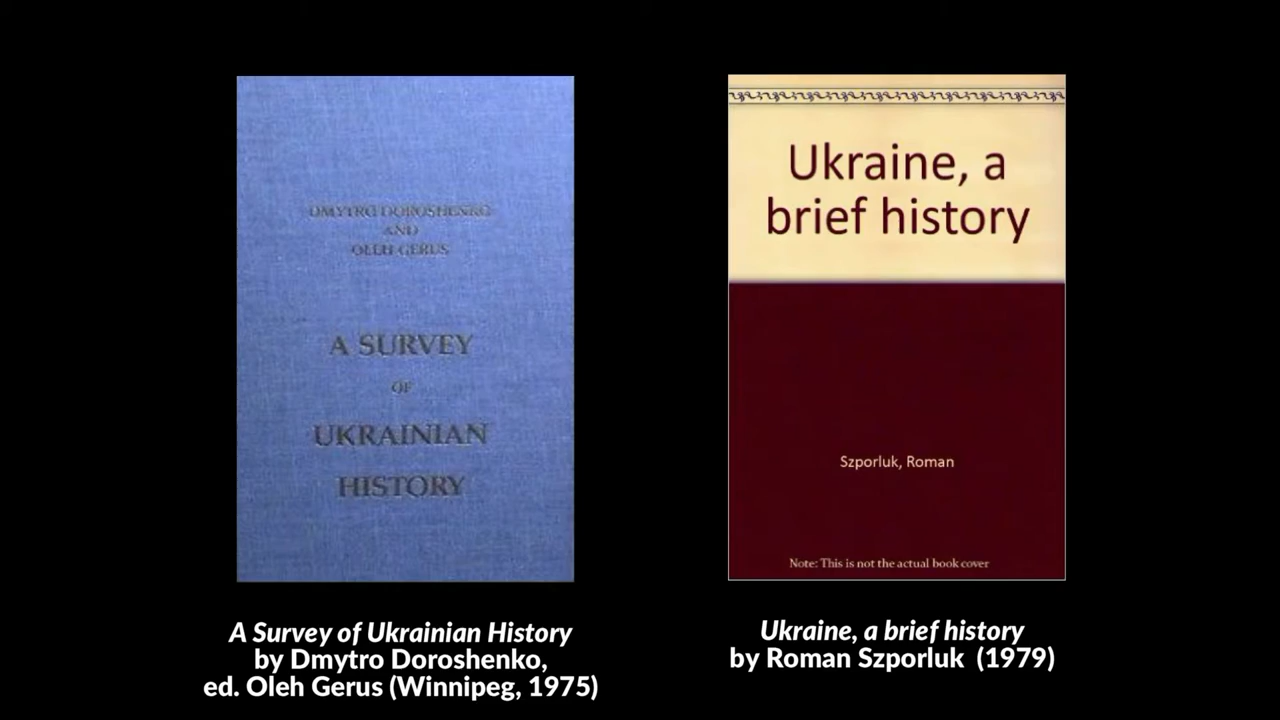 DMYTRO DOROSHENKO
AND
OLEH GERUS
A SURVEY
OF
UKRAINIAN
HISTORY
A Survey of Ukrainian History
by Dmytro Doroshenko,
ed. Oleh Gerus (Winnipeg, 1975)
Ukraine, a
brief history
Szporluk, Roman
Note: This is not the actual book cover
Ukraine, a brief history
by Roman Szporluk (1979)